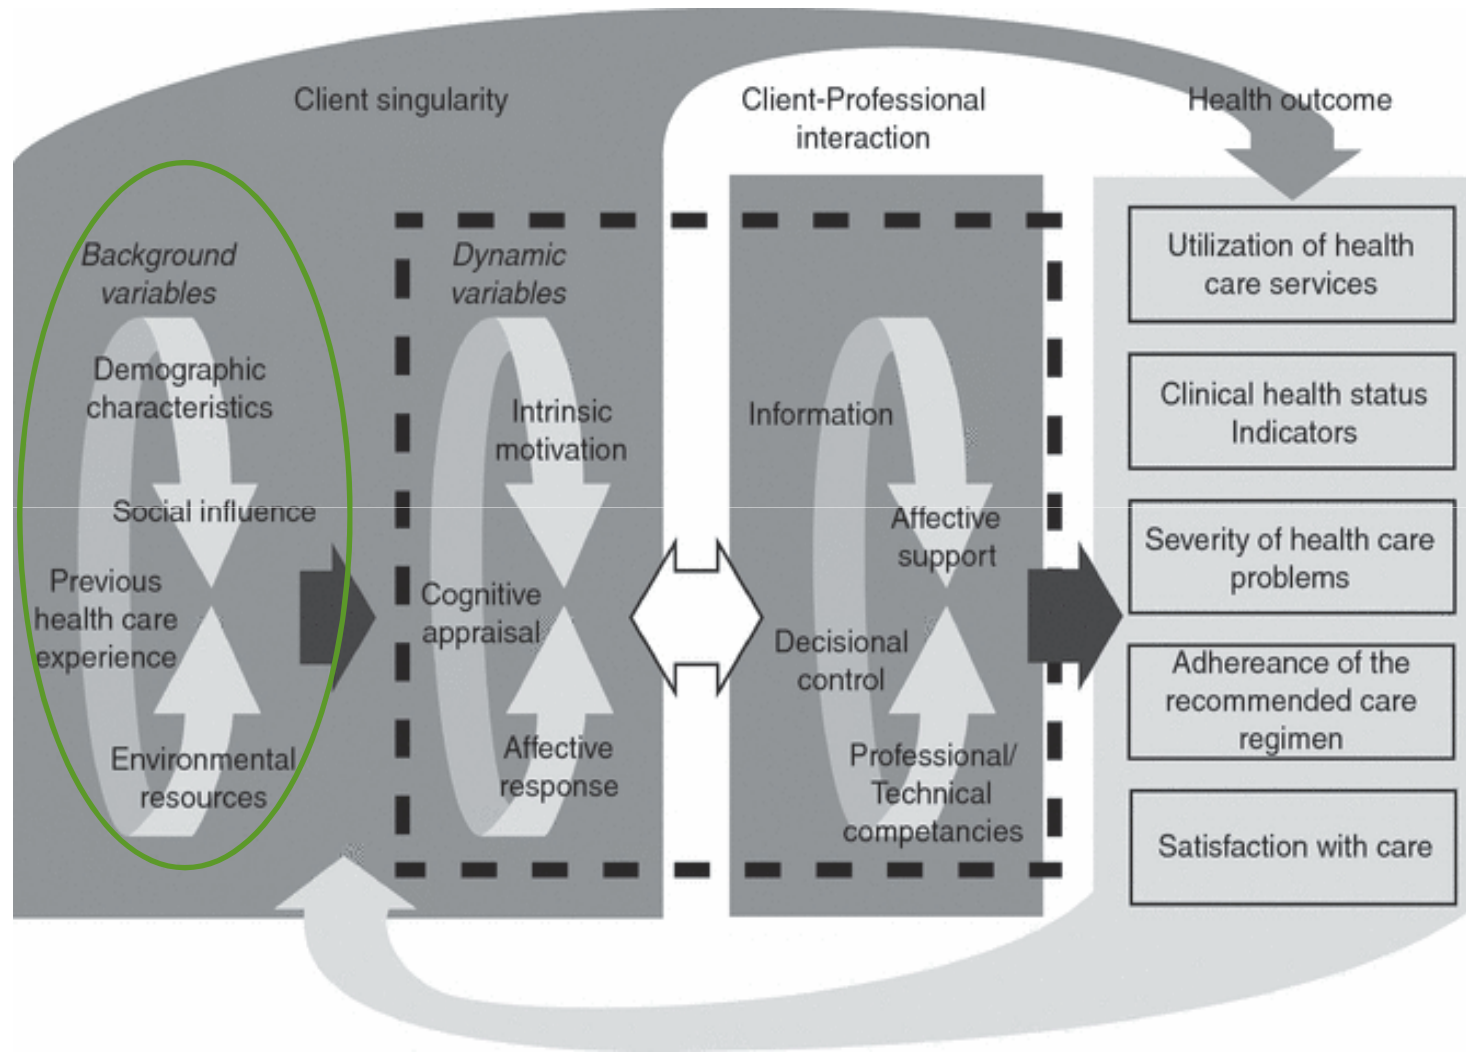 Client singularity
Client-Professional
interaction
Health outcome
Background
variables
Demographic
characteristics
Social influence
Previous
health care
experience
Environmental
resources
Dynamic
variables
Intrinsic
motivation
Cognitive
appraisal
Affective
response
Information
Affective
support
Decisional
control
Professional/
Technical
competancies
Utilization of health
care services
Clinical health status
Indicators
Severity of health care
problems
Adhereance of the
recommended care
regimen
Satisfaction with care